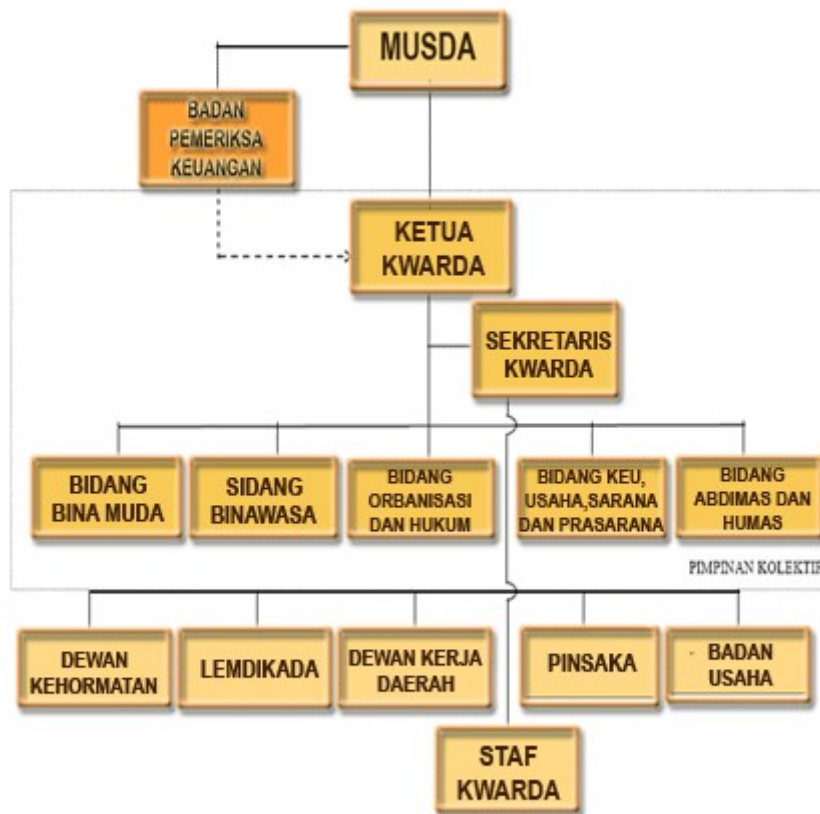 MUSDA
BADAN
PEMERIKSA
KEUANGAN
KETUA
KWARDA
SEKRETARIS
KWARDA
BIDANG
BINA MUDA
SIDANG
BINAWASA
BIDANG
ORBANISASI
DAN HUKUM
BIDANG KEU,
USAHA,SARANA
DAN PRASARANA
BIDANG
ABDIMAS DAN
HUMAS
PIMPINAN KOLEKTIF
DEWAN
KEHORMATAN
LEMDIKADA
DEWAN KERJA
DAERAH
PINSAKA
- BADAN
USAHA
STAF
KWARDA